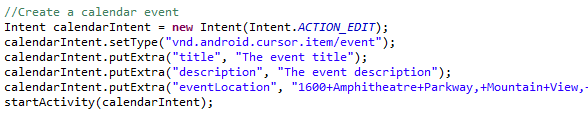 //Create a calendar event
Intent calendarIntent = new Intent(Intent.ACTION_EDIT);
calendarIntent.setType("vnd.android.cursor.item/event");
calendarIntent.putExtra("title", "The event title");
calendarIntent.putExtra("description", "The event description");
calendarIntent.putExtra("eventLocation", "1600+Amphitheatre+Parkway,+Mountain+View,+
startActivity(calendarIntent);